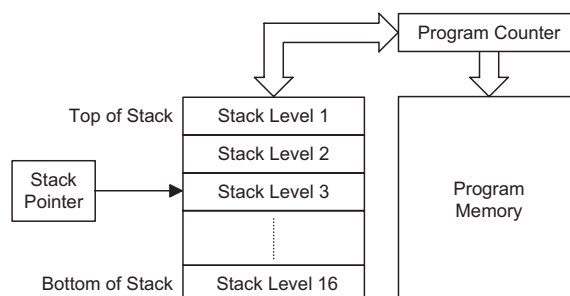 Program Counter
Top of Stack
Stack Level 1
Stack Level 2
Stack
Pointer
Stack Level 3
Program
Memory
Bottom of Stack
Stack Level 16